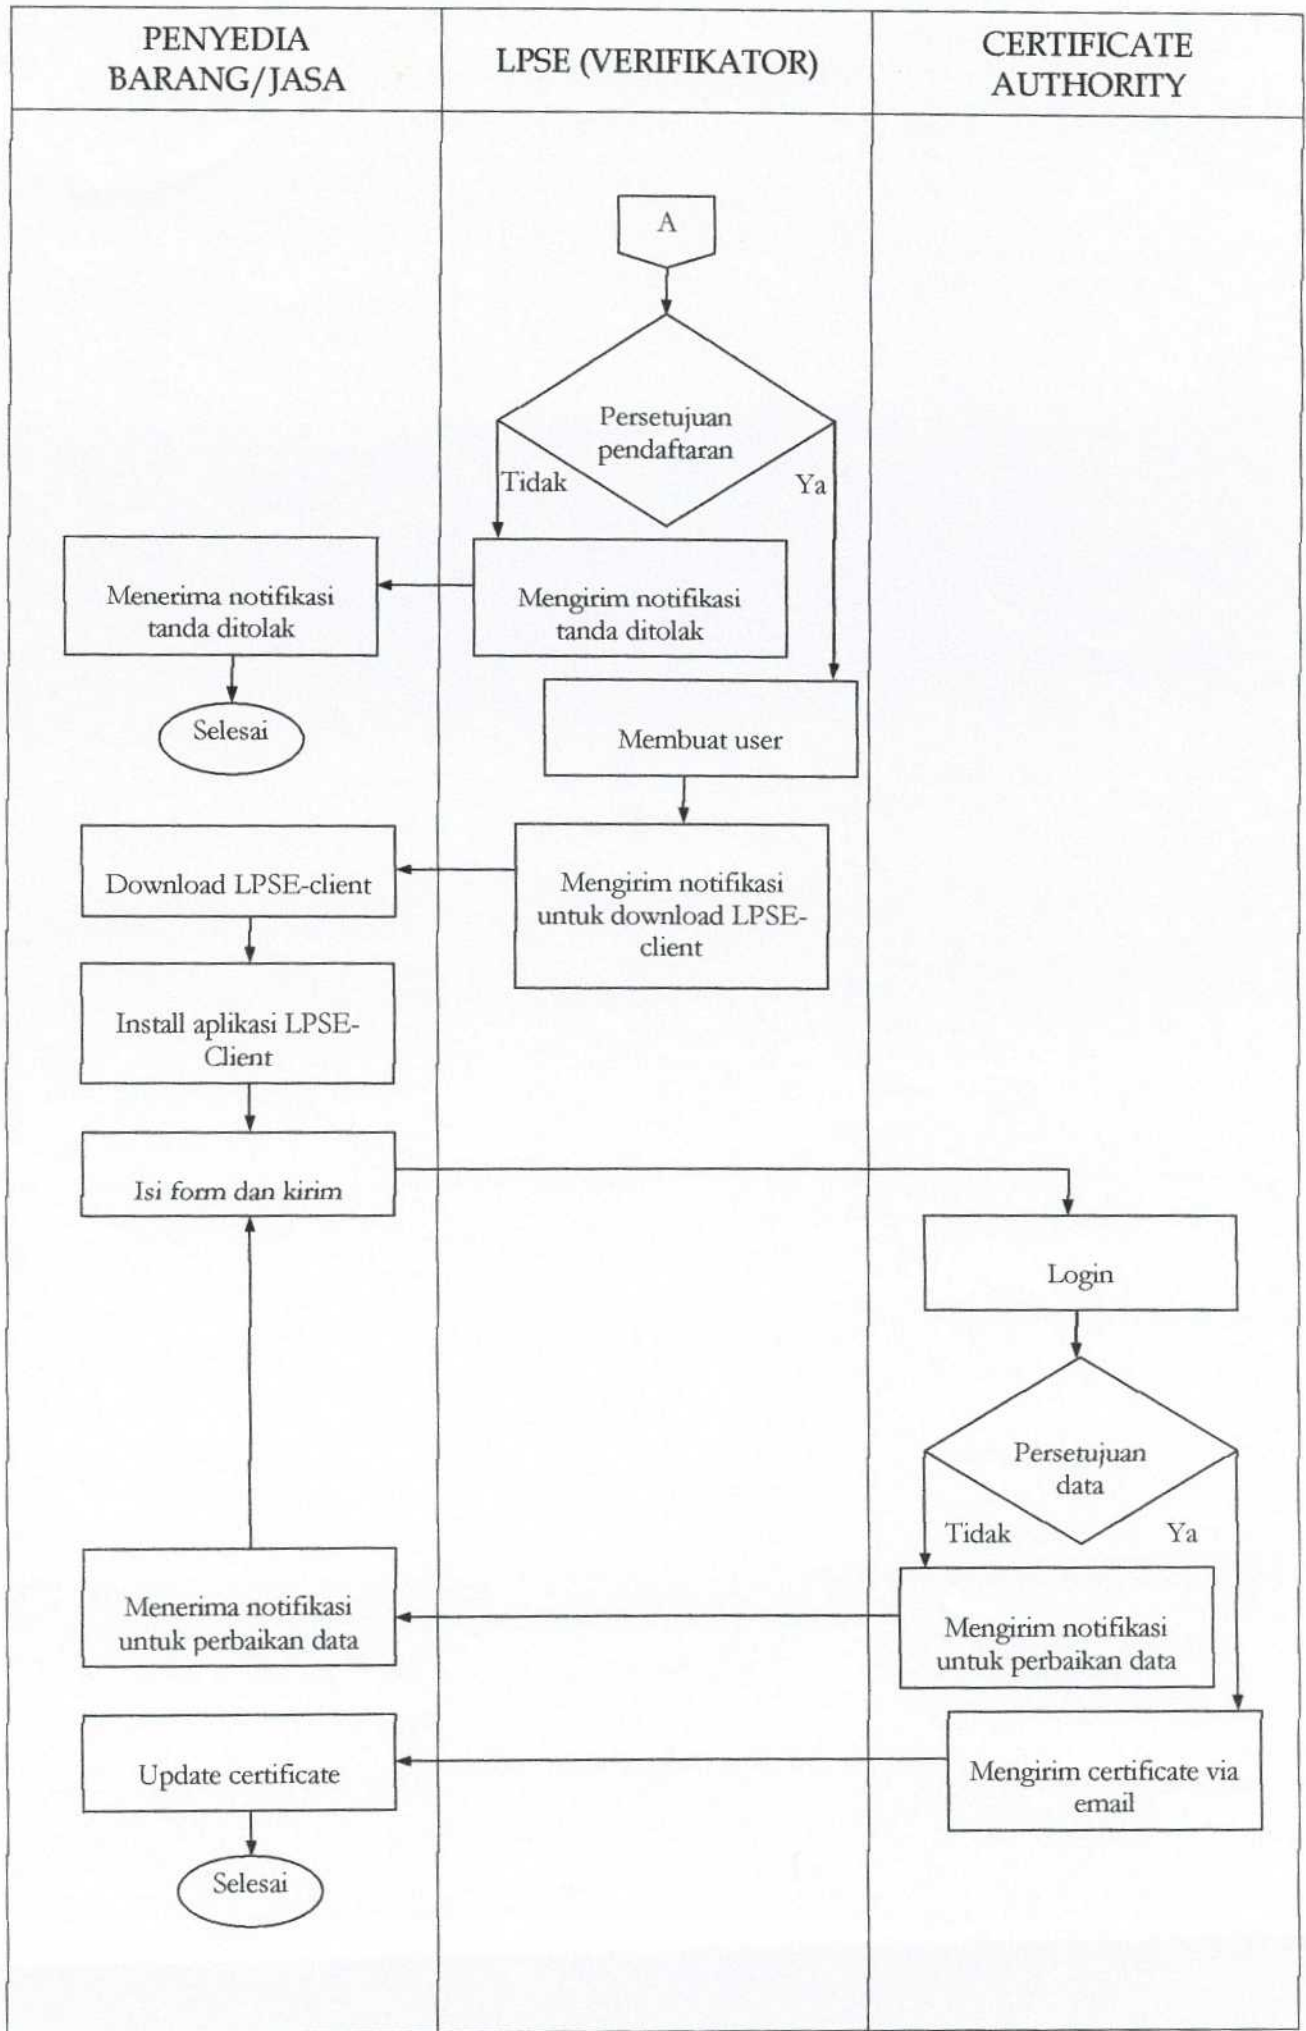 PENYEDIA
BARANG/JASA
LPSE (VERIFIKATOR)
CERTIFICATE
AUTHORITY
A
Persetujuan
pendaftaran
Tidak
Ya
Menerima notifikasi
tanda ditolak
Mengirim notifikasi
tanda ditolak
Selesai
Membuat user
Download LPSE-client
Mengirim notifikasi
untuk download LPSE-
client
Install aplikasi LPSE-
Client
Isi form dan kirim
Login
Persetujuan
data
Tidak
Ya
Menerima notifikasi
untuk perbaikan data
Mengirim notifikasi
untuk perbaikan data
Update certificate
Mengirim certificate via
email
Selesai